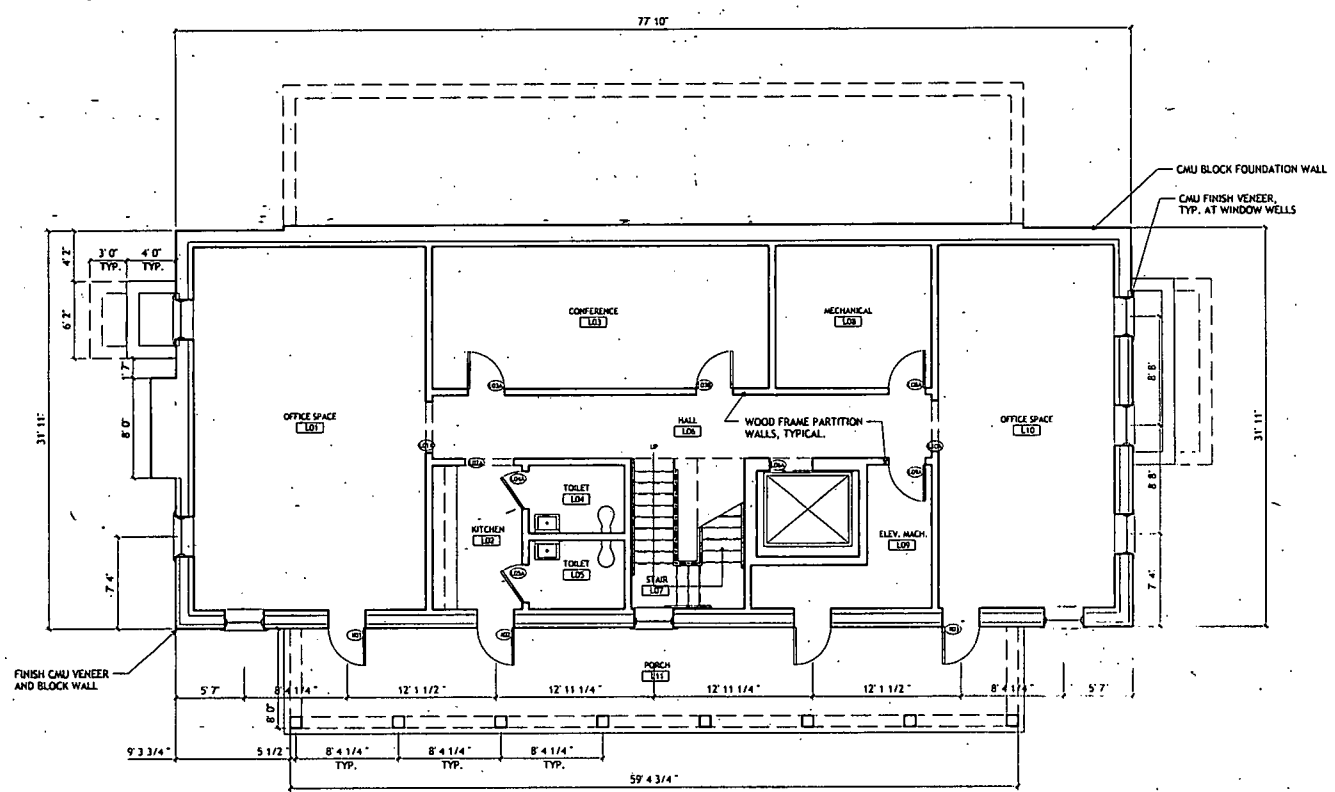 77' 10"
CMU BLOCK FOUNDATION WALL
CMU FINISH VENEER,
TYP. AT WINDOW WELLS
4' 2"
3' 0"
TYP.
4' 0"
TYP.
6' 2"
1' 7"
8' 0"
31' 11"
7' 4"
CONFERENCE
L03
MECHANICAL
L08
OFFICE SPACE
L01
HALL
L06
WOOD FRAME PARTITION
WALLS, TYPICAL.
OFFICE SPACE
L10
UP
TOILET
L04
KITCHEN
L02
TOILET
L05
STAIR
L07
ELEV. MACH.
L09
8' 8"
8' 8"
7' 4"
31' 11"
FINISH CMU VENEER
AND BLOCK WALL
PORCH
L11
5' 7"
8' 4 1/4"
12' 1 1/2"
12' 11 1/4"
12' 11 1/4"
12' 1 1/2"
8' 4 1/4"
5' 7"
8' 0"
9' 3 3/4"
5 1/2"
8' 4 1/4"
TYP.
8' 4 1/4"
TYP.
8' 4 1/4"
TYP.
59' 4 3/4"